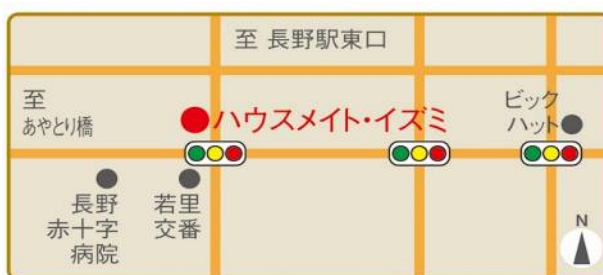 至 長野駅東口
至
あやとり橋
ハウスメイト・イズミ
ビック
ハット
長野
赤十字
病院
若里
交番
N